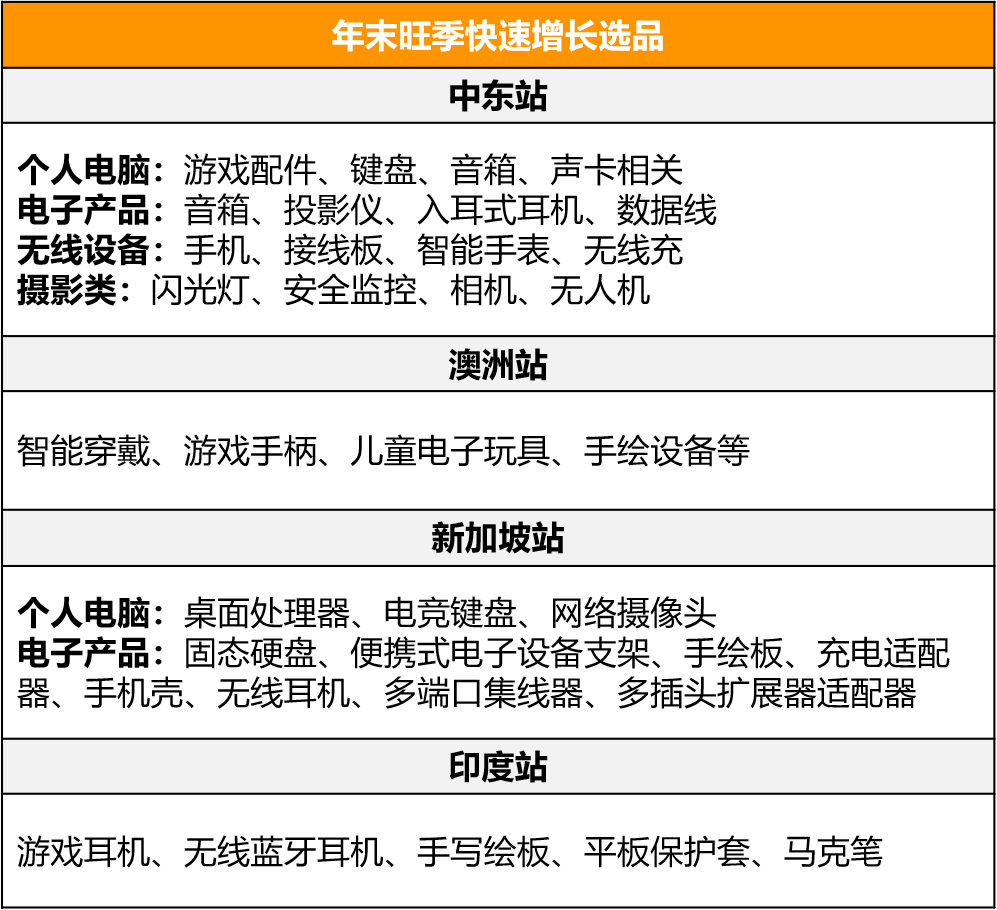 年末旺季快速增长选品
中东站
个人电脑：游戏配件、键盘、音箱、声卡相关
电子产品：音箱、投影仪、入耳式耳机、数据线
无线设备：手机、接线板、智能手表、无线充
摄影类：闪光灯、安全监控、相机、无人机
澳洲站
智能穿戴、游戏手柄、儿童电子玩具、手绘设备等
新加坡站
个人电脑：桌面处理器、电竞键盘、网络摄像头
电子产品：固态硬盘、便携式电子设备支架、手绘板、充电适配
器、手机壳、无线耳机、多端口集线器、多插头扩展器适配器
印度站
游戏耳机、无线蓝牙耳机、手写绘板、平板保护套、马克笔